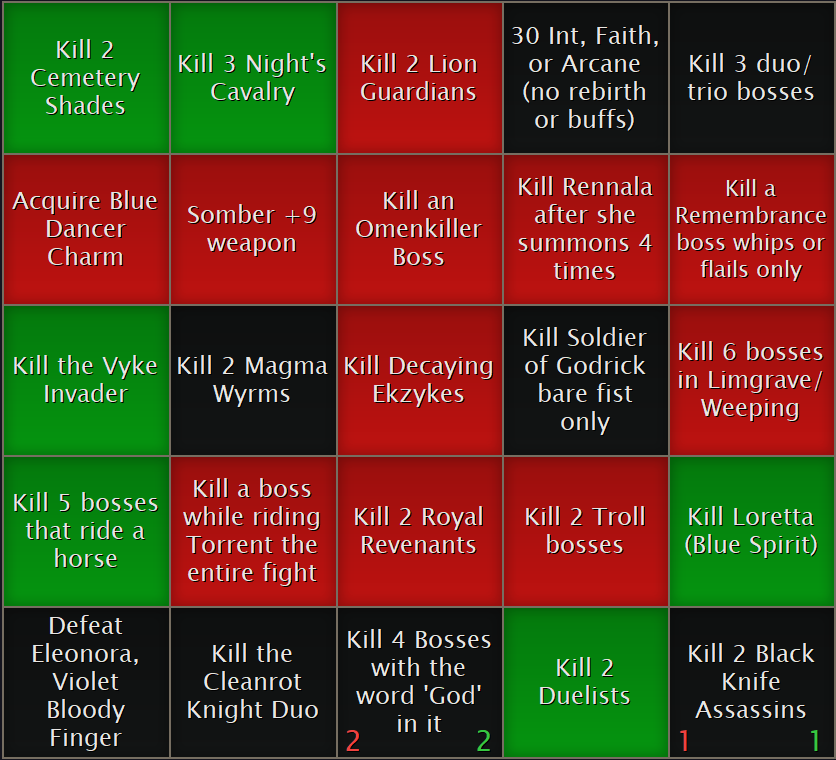 Kill 2
Cemetery
Shades
Kill 3 Night's
Cavalry
Kill 2 Lion
Guardians
30 Int, Faith,
or Arcane
(no rebirth
or buffs)
Kill 3 duo/
trio bosses
Acquire Blue
Dancer
Charm
Somber +9
weapon
Kill an
Omenkiller
Boss
Kill Rennala
after she
summons 4
times
Kill a
Remembrance
boss whips or
flails only
Kill the Vyke
Invader
Kill 2 Magma
Wyrms
Kill Decaying
Ekzykes
Kill Soldier
of Godrick
bare fist
only
Kill 6 bosses
in Limgrave/
Weeping
Kill 5 bosses
that ride a
horse
Kill a boss
while riding
Torrent the
entire fight
Kill 2 Royal
Revenants
Kill 2 Troll
bosses
Kill Loretta
(Blue Spirit)
Defeat
Eleonora,
Violet
Bloody
Finger
Kill the
Cleanrot
Knight Duo
Kill 4 Bosses
with the
word 'God'
in it
2 2
Kill 2
Duelists
Kill 2 Black
Knife
Assassins
1 1